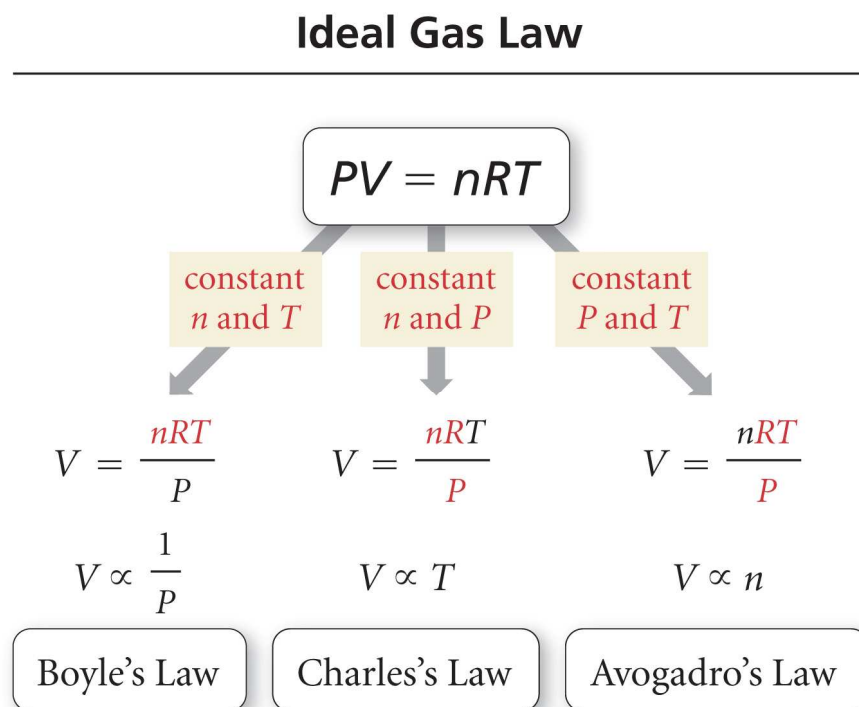 Ideal Gas Law
PV = nRT
constant
n and T
constant
n and P
constant
P and T
V = nRT/P
V = nRT/P
V = nRT/P
V ∝ 1/P
V ∝ T
V ∝ n
Boyle's Law
Charles's Law
Avogadro's Law